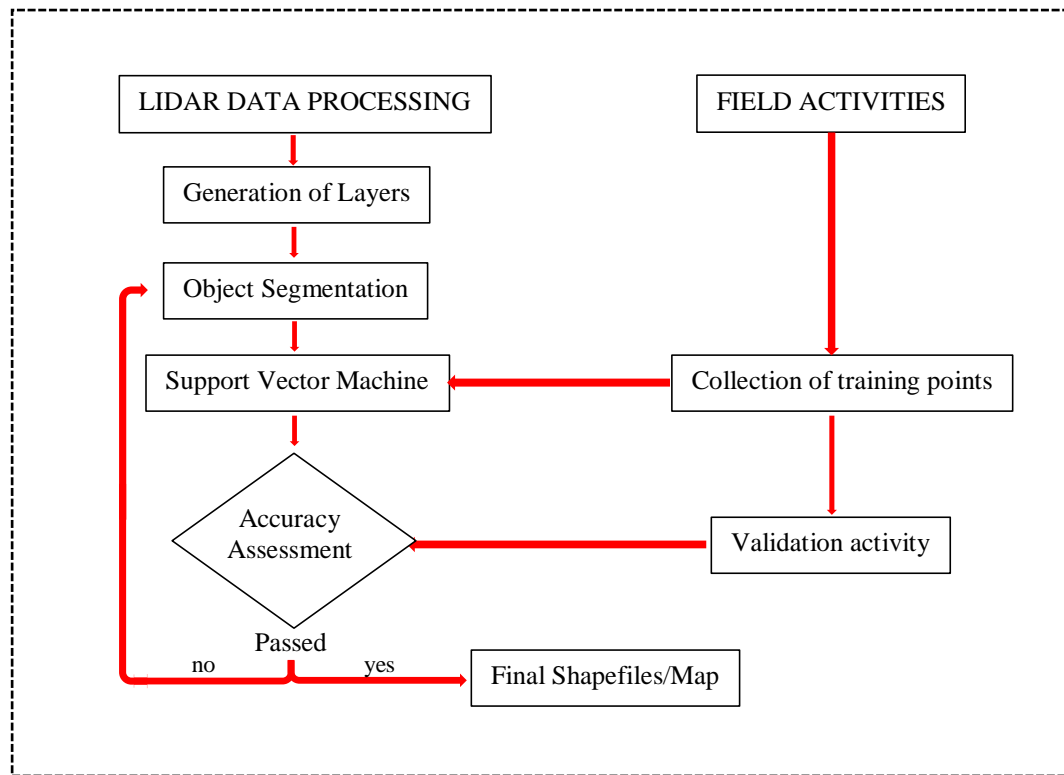 LIDAR DATA PROCESSING
FIELD ACTIVITIES
Generation of Layers
Object Segmentation
Support Vector Machine
Collection of training points
Accuracy
Assessment
Validation activity
Passed
no
yes
Final Shapefiles/Map